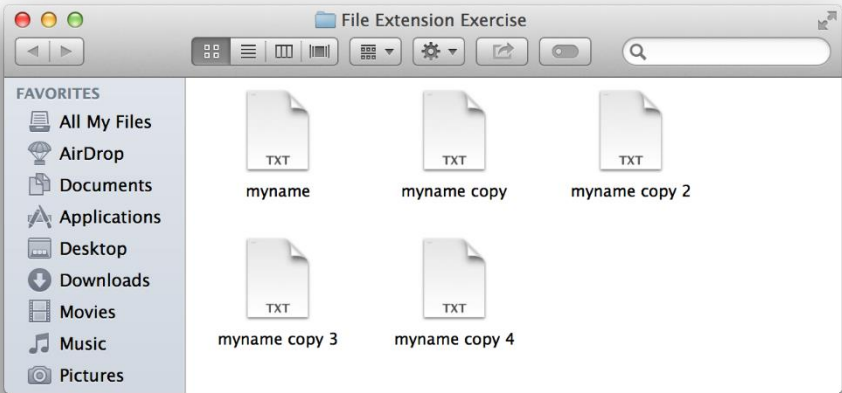 File Extension Exercise
FAVORITES
All My Files
AirDrop
Documents
Applications
Desktop
Downloads
Movies
Music
Pictures
TXT TXT TXT
myname myname copy myname copy 2
TXT TXT
myname copy 3 myname copy 4